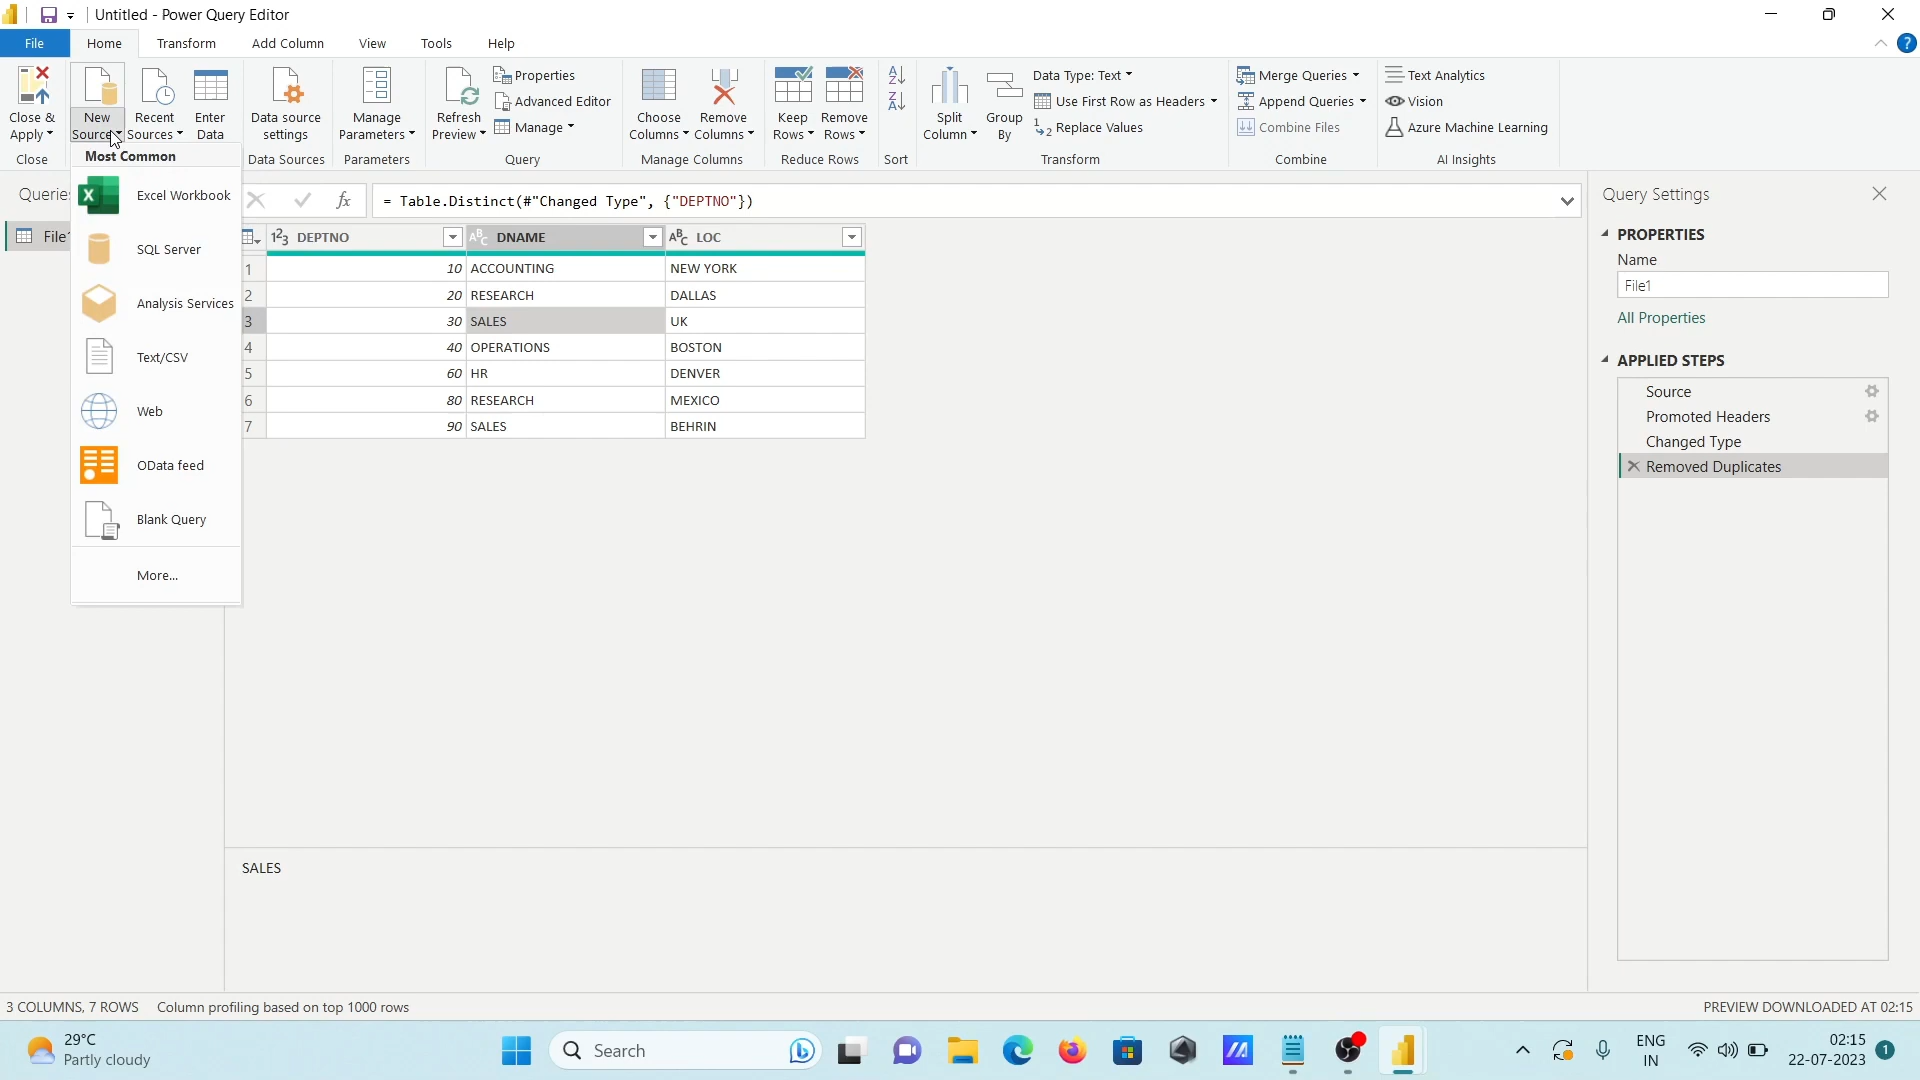 Untitled - Power Query Editor
File
Home
Transform
Add Column
View
Tools
Help
Close &
Apply
Close
New
Source
Recent
Sources
Enter
Data
Data source
settings
Data Sources
Manage
Parameters
Parameters
Refresh
Preview
Properties
Advanced Editor
Manage
Query
Choose
Columns
Remove
Columns
Manage Columns
Keep
Rows
Remove
Rows
Reduce Rows
Sort
Split
Column
Group
By
Data Type: Text
Use First Row as Headers
Replace Values
Transform
Merge Queries
Append Queries
Combine Files
Combine
Text Analytics
Vision
Azure Machine Learning
AI Insights
Most Common
Excel Workbook
SQL Server
Analysis Services
Text/CSV
Web
OData feed
Blank Query
More...
Queries
File1
= Table.Distinct(#"Changed Type", {"DEPTNO"})
DEPTNO DNAME LOC
1 10 ACCOUNTING NEW YORK
2 20 RESEARCH DALLAS
3 30 SALES UK
4 40 OPERATIONS BOSTON
5 60 HR DENVER
6 80 RESEARCH MEXICO
7 90 SALES BEHRIN
SALES
Query Settings
PROPERTIES
Name
File1
All Properties
APPLIED STEPS
Source
Promoted Headers
Changed Type
Removed Duplicates
3 COLUMNS, 7 ROWS Column profiling based on top 1000 rows
PREVIEW DOWNLOADED AT 02:15
29°C
Partly cloudy
Search
ENG
IN
02:15
22-07-2023
1